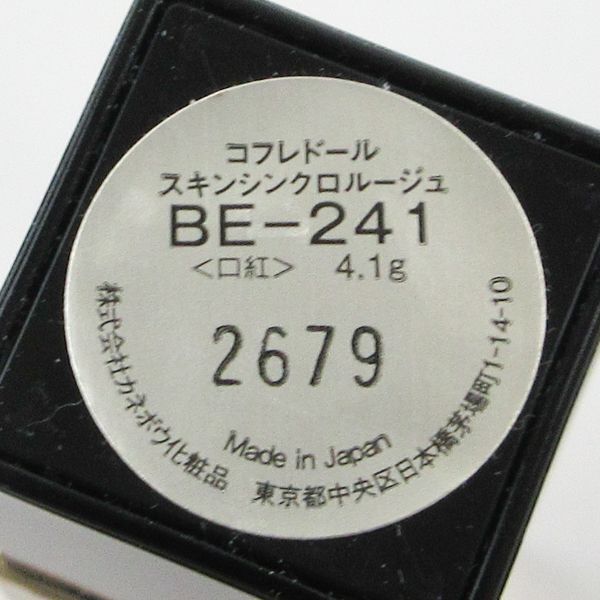 コフレドール
スキンシンクロルージュ
BE-241
<口紅> 4.1g
2679
Made in Japan
株式会社カネボウ化粧品 東京都中央区日本橋茅場町1-14-10